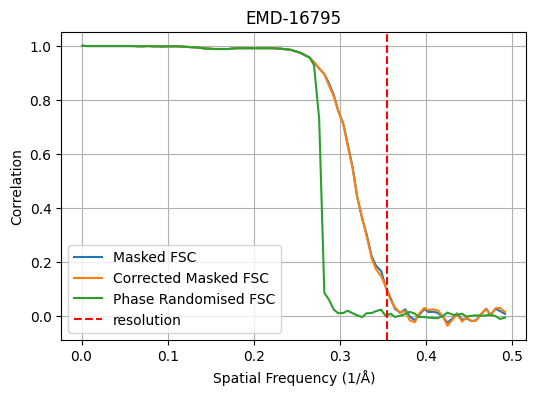 EMD-16795
1.0
0.8
0.6
0.4
0.2
0.0
Correlation
Masked FSC
Corrected Masked FSC
Phase Randomised FSC
resolution
0.0 0.1 0.2 0.3 0.4 0.5
Spatial Frequency (1/Å)